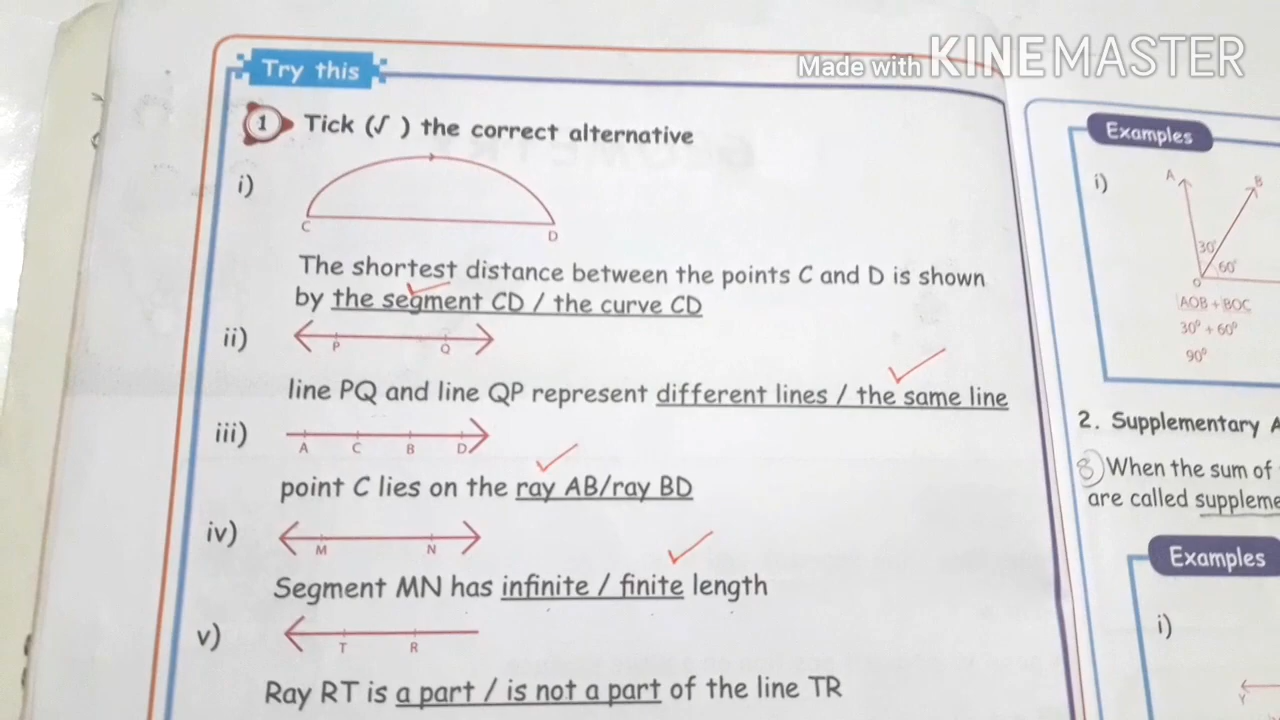 Made with KINEMASTER
Try this
1 Tick (√ ) the correct alternative
i)
C
D
The shortest distance between the points C and D is shown
by the segment CD / the curve CD
ii)
P Q
line PQ and line QP represent different lines / the same line
iii)
A C B D
point C lies on the ray AB/ray BD
iv)
M N
Segment MN has infinite / finite length
v)
T R
Ray RT is a part / is not a part of the line TR
Examples
i)
A
B
30°
60°
O
AOB + BOC
30° + 60°
90°
2. Supplementary A
8 When the sum of
are called suppleme
Examples
i)
Y